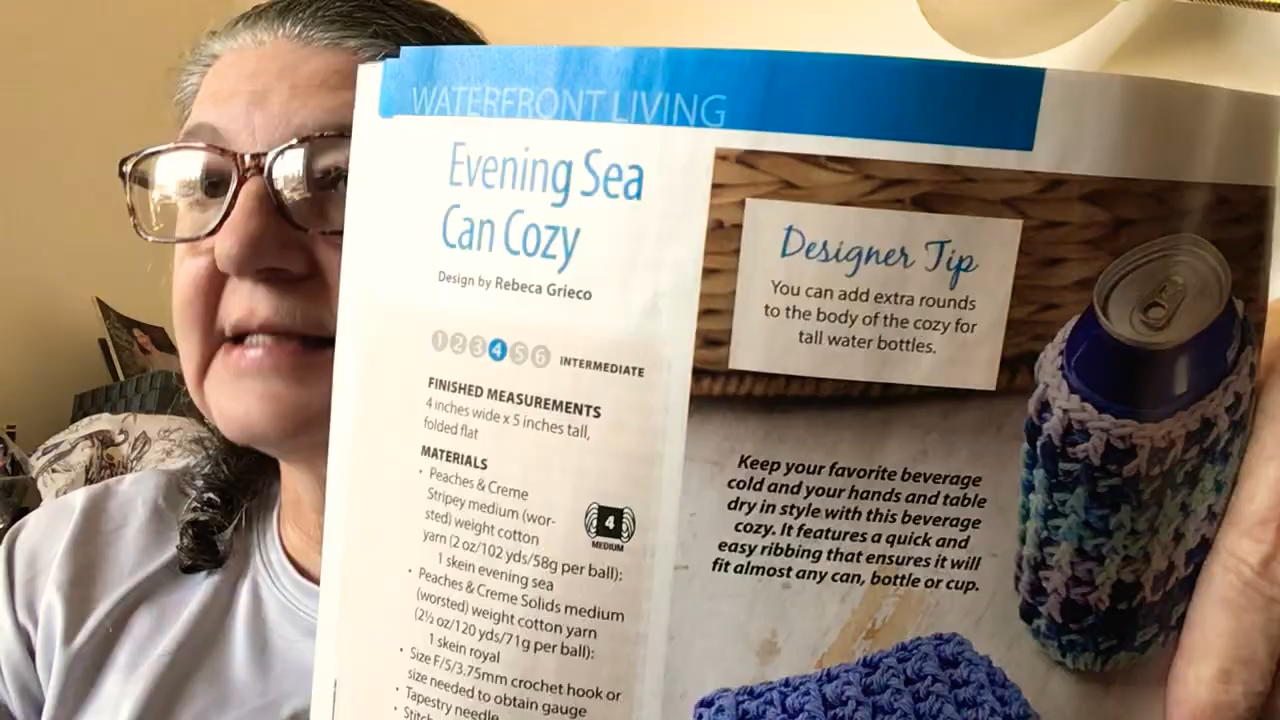 WATERFRONT LIVING
Evening Sea
Can Cozy
Design by Rebeca Grieco
1 2 3 4 5 6 INTERMEDIATE
FINISHED MEASUREMENTS
4 inches wide x 5 inches tall,
folded flat
MATERIALS
• Peaches & Creme
Stripey medium (wor-
sted) weight cotton
yarn (2 oz/102 yds/58g per ball):
1 skein evening sea
• Peaches & Creme Solids medium
(worsted) weight cotton yarn
(2½ oz/120 yds/71g per ball):
1 skein royal
• Size F/5/3.75mm crochet hook or
size needed to obtain gauge
• Tapestry needle
• Stitch
4
MEDIUM
Designer Tip
You can add extra rounds
to the body of the cozy for
tall water bottles.
Keep your favorite beverage
cold and your hands and table
dry in style with this beverage
cozy. It features a quick and
easy ribbing that ensures it will
fit almost any can, bottle or cup.